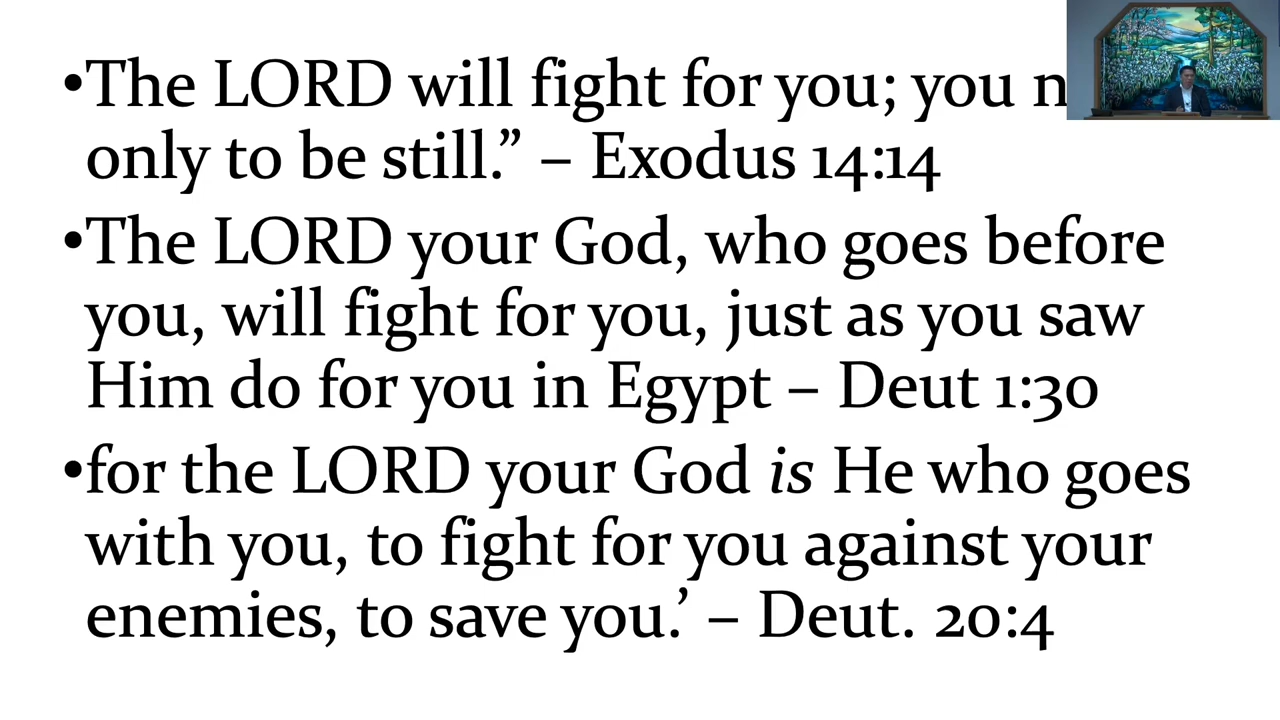 •The LORD will fight for you; you
only to be still.” – Exodus 14:14
•The LORD your God, who goes before
you, will fight for you, just as you saw
Him do for you in Egypt – Deut 1:30
•for the LORD your God is He who goes
with you, to fight for you against your
enemies, to save you.’ – Deut. 20:4